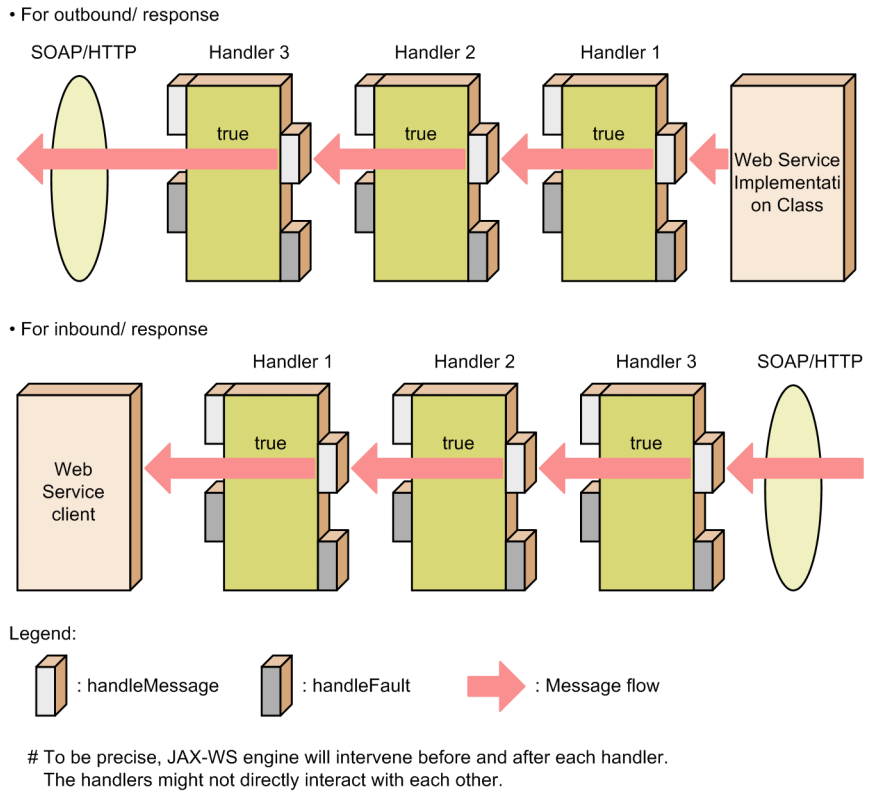 • For outbound/ response
SOAP/HTTP Handler 3 Handler 2 Handler 1
true true true
Web Service
Implementati
on Class
• For inbound/ response
Handler 1 Handler 2 Handler 3 SOAP/HTTP
true true true
Web
Service
client
Legend:
: handleMessage : handleFault : Message flow
# To be precise, JAX-WS engine will intervene before and after each handler.
The handlers might not directly interact with each other.